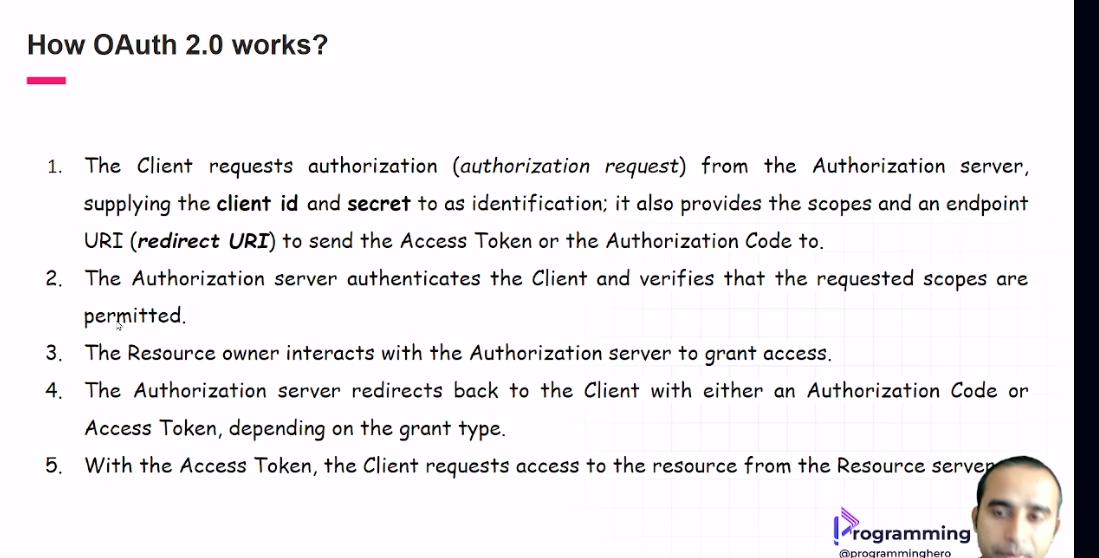 How OAuth 2.0 works?
1. The Client requests authorization (authorization request) from the Authorization server,
supplying the client id and secret to as identification; it also provides the scopes and an endpoint
URI (redirect URI) to send the Access Token or the Authorization Code to.
2. The Authorization server authenticates the Client and verifies that the requested scopes are
permitted.
3. The Resource owner interacts with the Authorization server to grant access.
4. The Authorization server redirects back to the Client with either an Authorization Code or
Access Token, depending on the grant type.
5. With the Access Token, the Client requests access to the resource from the Resource server
Programming
@programminghero